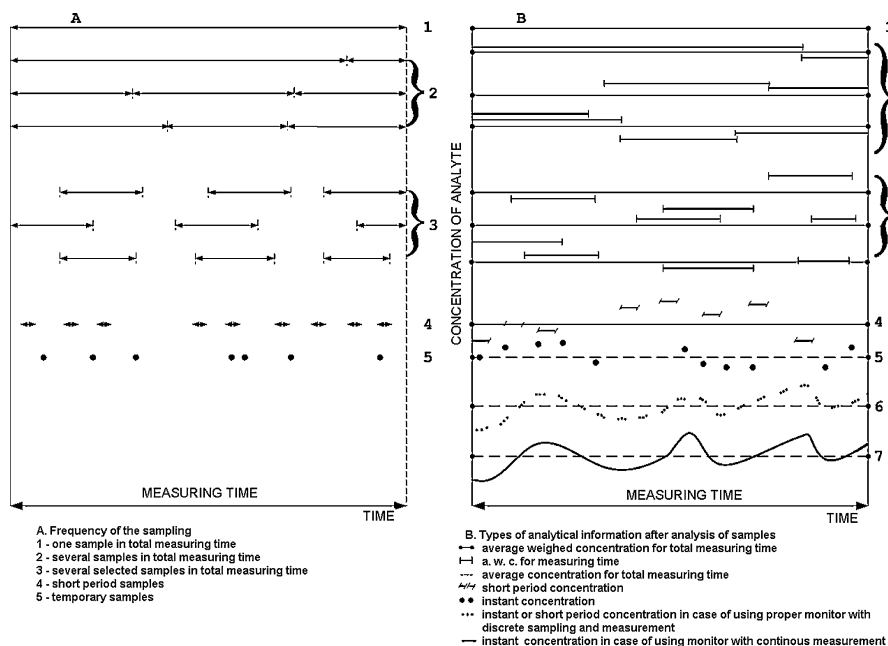 A
B
1
1
2
3
4
5
CONCENTRATION OF ANALYTE
4
5
6
7
MEASURING TIME
TIME
MEASURING TIME
TIME
A. Frequency of the sampling
1 - one sample in total measuring time
2 - several samples in total measuring time
3 - several selected samples in total measuring time
4 - short period samples
5 - temporary samples
B. Types of analytical information after analysis of samples
average weighed concentration for total measuring time
a. w. c. for measuring time
average concentration for total measuring time
short period concentration
instant concentration
instant or short period concentration in case of using proper monitor with
discrete sampling and measurement
instant concentration in case of using monitor with continous measurement